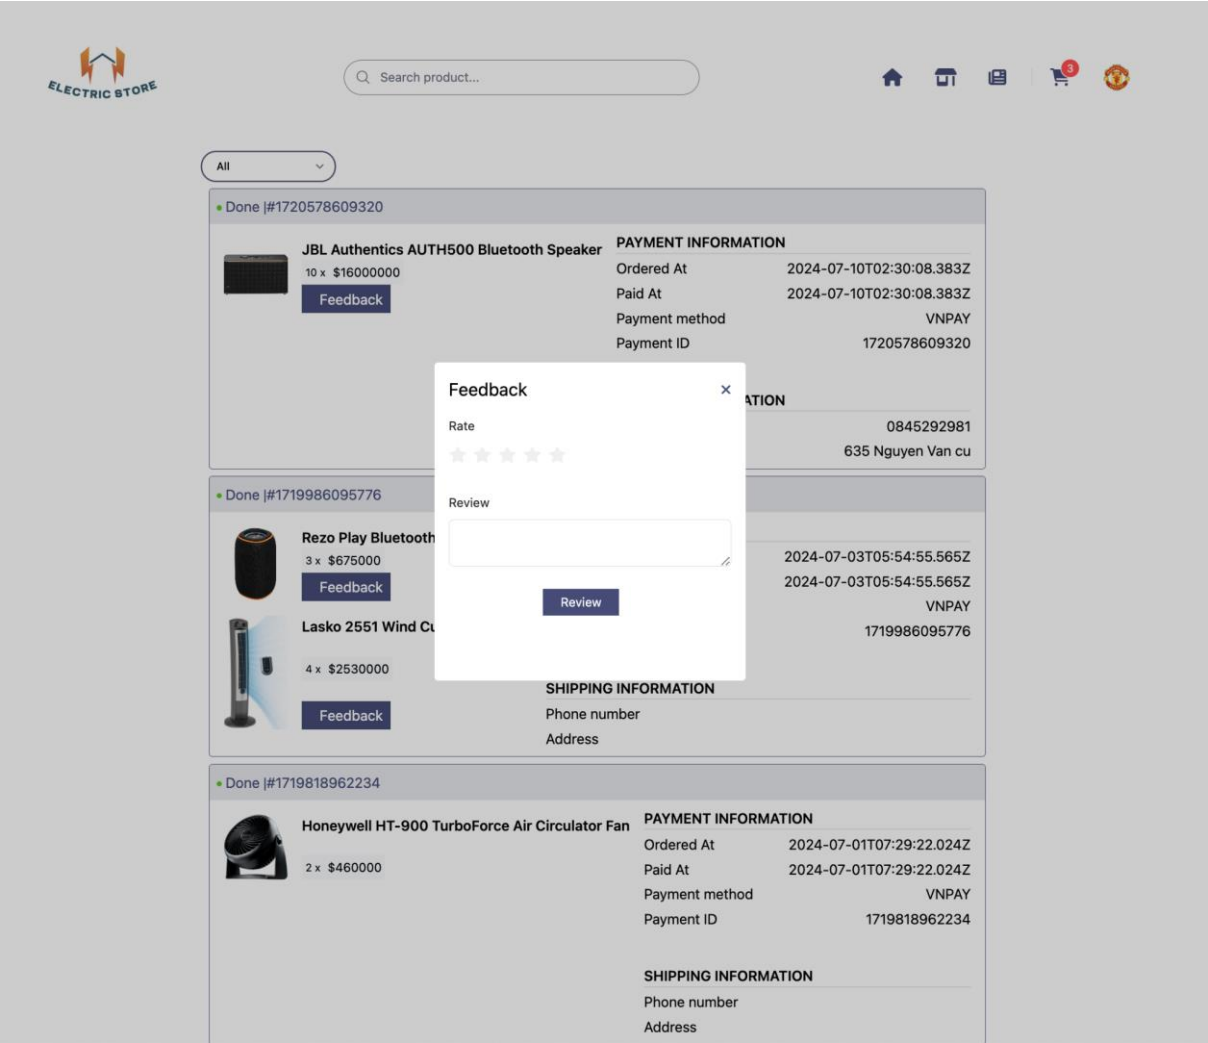 ELECTRIC STORE
Search product...
3
All
Done |#1720578609320
JBL Authentics AUTH500 Bluetooth Speaker
10 x $16000000
Feedback
PAYMENT INFORMATION
Ordered At 2024-07-10T02:30:08.383Z
Paid At 2024-07-10T02:30:08.383Z
Payment method VNPAY
Payment ID 1720578609320
ATION
0845292981
635 Nguyen Van cu
Feedback
Rate
Review
Review
Done |#1719986095776
Rezo Play Bluetooth
3 x $675000
Feedback
Lasko 2551 Wind Cu
4 x $2530000
Feedback
2024-07-03T05:54:55.565Z
2024-07-03T05:54:55.565Z
VNPAY
1719986095776
SHIPPING INFORMATION
Phone number
Address
Done |#1719818962234
Honeywell HT-900 TurboForce Air Circulator Fan
2 x $460000
PAYMENT INFORMATION
Ordered At 2024-07-01T07:29:22.024Z
Paid At 2024-07-01T07:29:22.024Z
Payment method VNPAY
Payment ID 1719818962234
SHIPPING INFORMATION
Phone number
Address